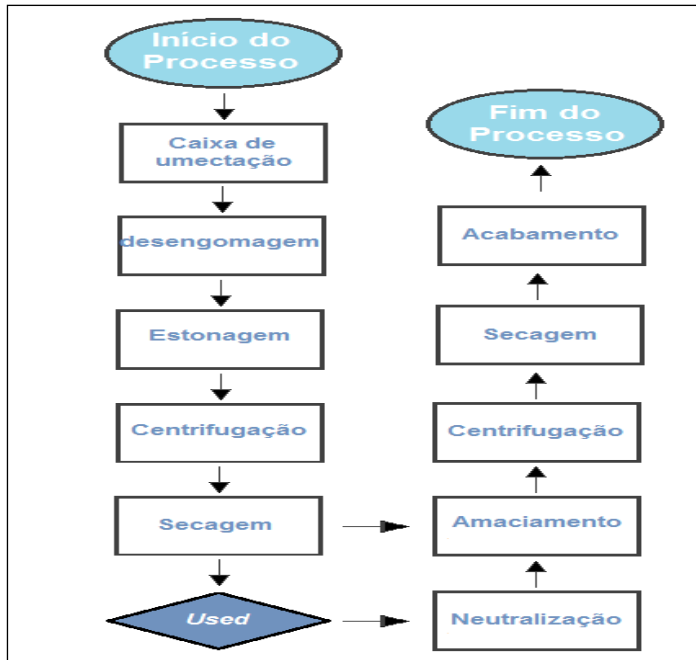 Início do
Processo
Caixa de
umectação
desengomagem
Estonagem
Centrifugação
Secagem
Used
Fim do
Processo
Acabamento
Secagem
Centrifugação
Amaciamento
Neutralização